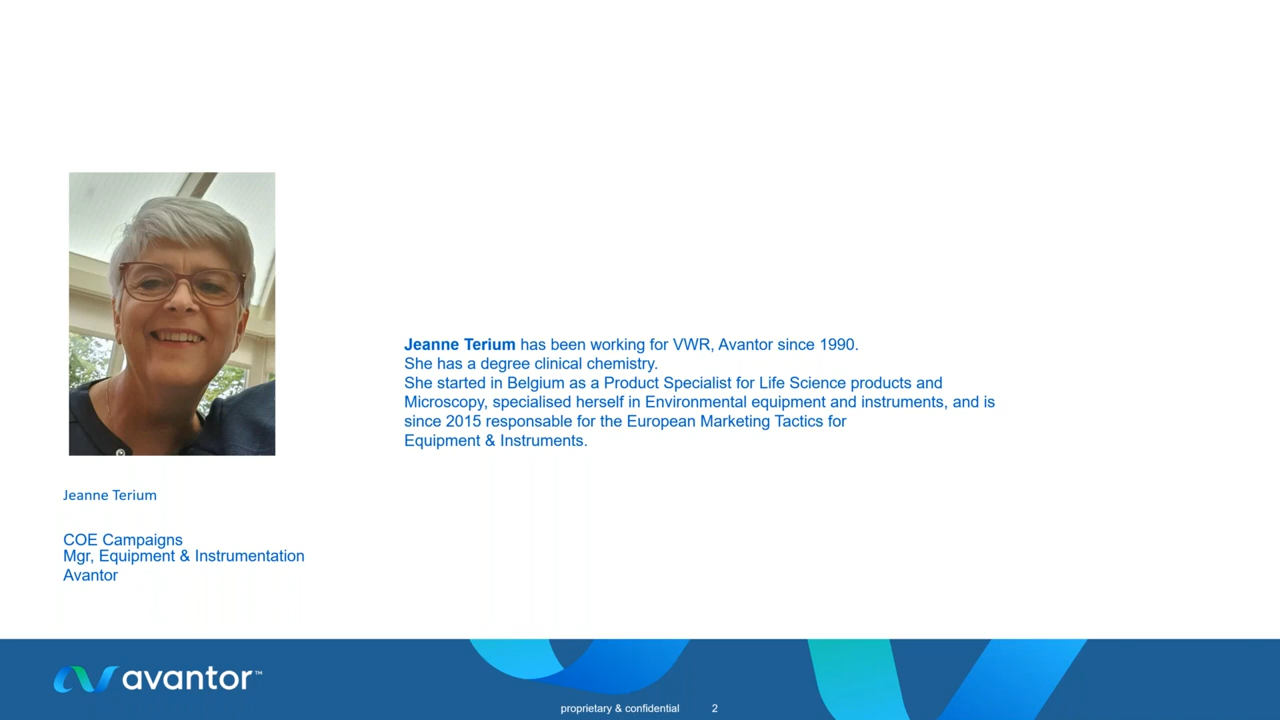 Jeanne Terium has been working for VWR, Avantor since 1990.
She has a degree clinical chemistry.
She started in Belgium as a Product Specialist for Life Science products and
Microscopy, specialised herself in Environmental equipment and instruments, and is
since 2015 responsable for the European Marketing Tactics for
Equipment & Instruments.
Jeanne Terium
COE Campaigns
Mgr, Equipment & Instrumentation
Avantor
avantor™
proprietary & confidential 2